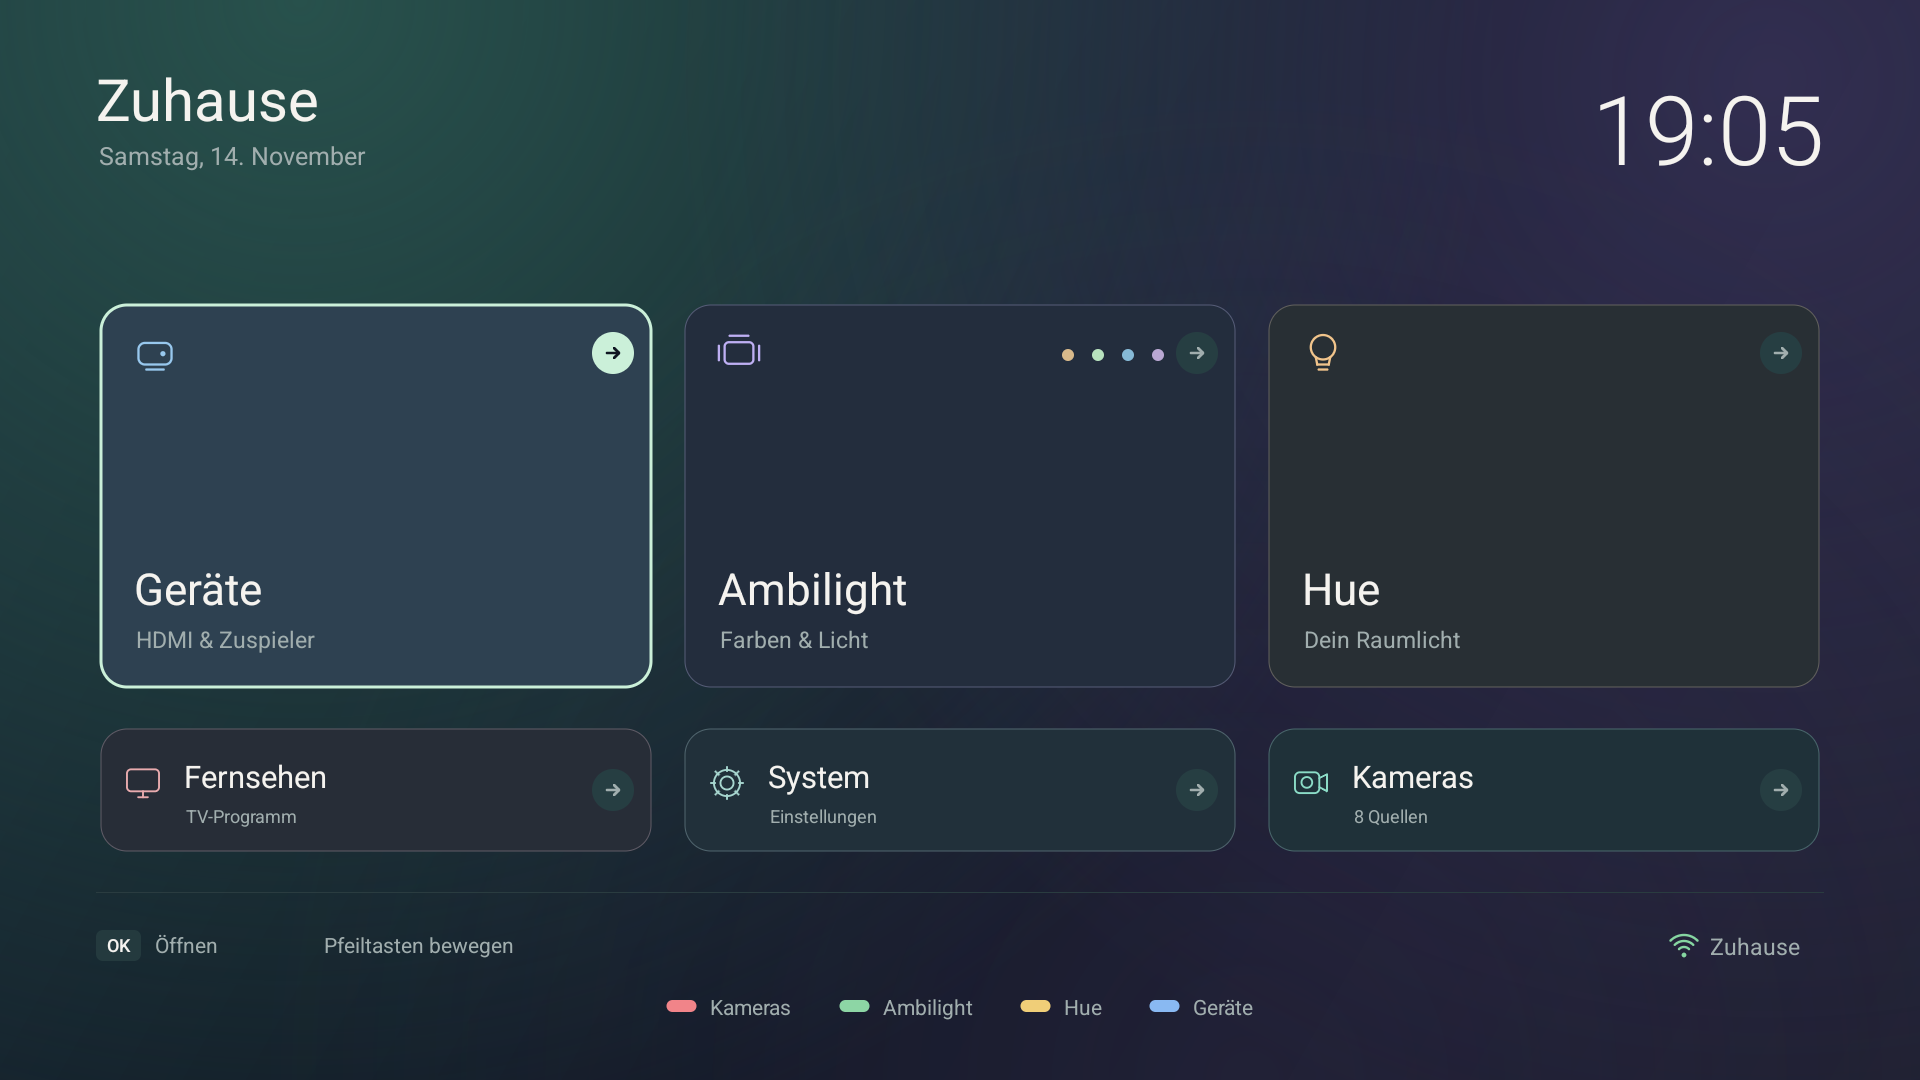 Zuhause
Samstag, 14. November
19:05
Geräte
HDMI & Zuspieler
Ambilight
Farben & Licht
Hue
Dein Raumlicht
Fernsehen
TV-Programm
System
Einstellungen
Kameras
8 Quellen
OK Öffnen Pfeiltasten bewegen
Zuhause
Kameras Ambilight Hue Geräte